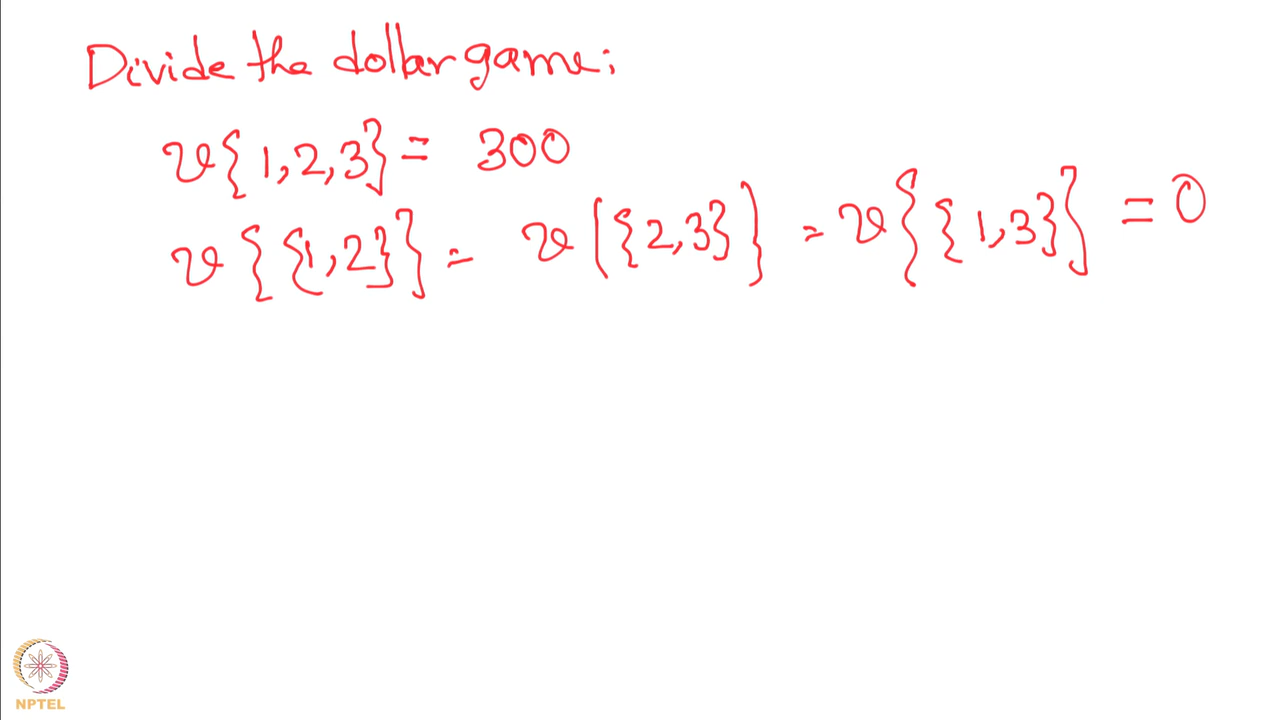 Divide the dollar game:
v{1,2,3} = 300
v{{1,2}} = v({2,3}} = v{{1,3}} = 0
NPTEL